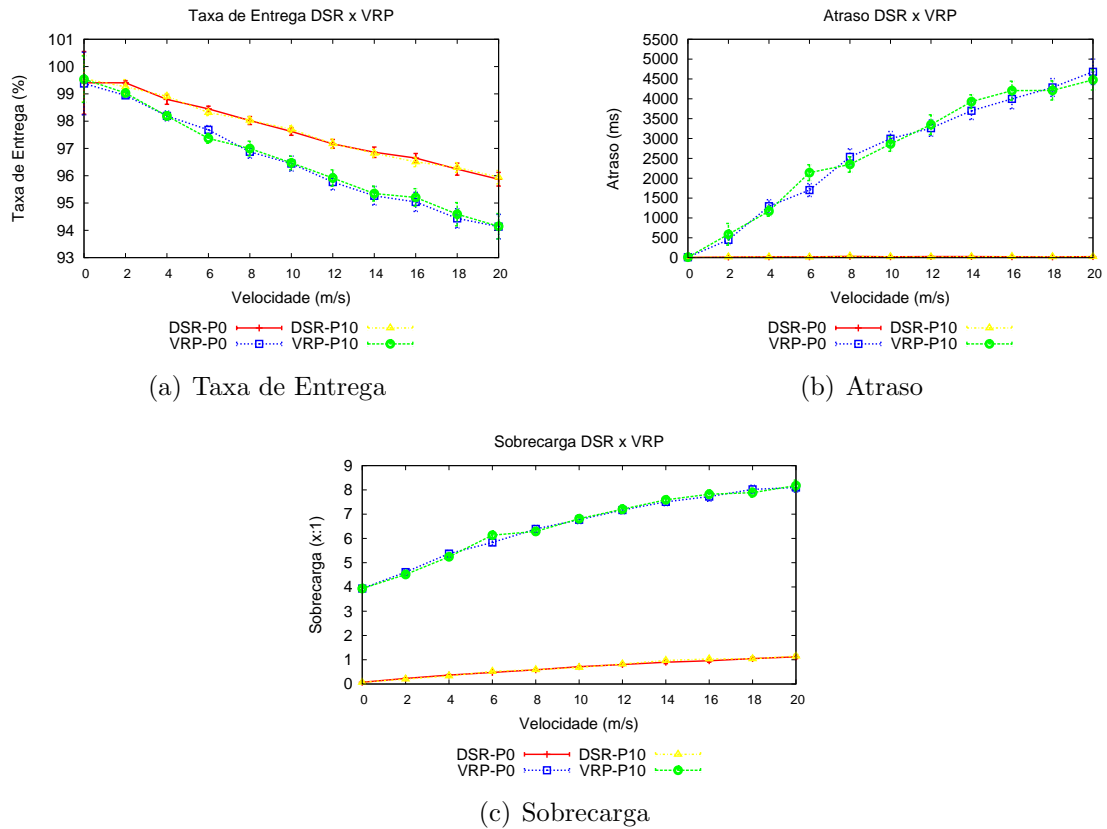 Taxa de Entrega DSR x VRP
Taxa de Entrega (%)
101
100
99
98
97
96
95
94
93
0 2 4 6 8 10 12 14 16 18 20
Velocidade (m/s)
DSR-P0 DSR-P10
VRP-P0 VRP-P10
(a) Taxa de Entrega
Atraso DSR x VRP
Atraso (ms)
5500
5000
4500
4000
3500
3000
2500
2000
1500
1000
500
0
0 2 4 6 8 10 12 14 16 18 20
Velocidade (m/s)
DSR-P0 DSR-P10
VRP-P0 VRP-P10
(b) Atraso
Sobrecarga DSR x VRP
Sobrecarga (x:1)
9
8
7
6
5
4
3
2
1
0
0 2 4 6 8 10 12 14 16 18 20
Velocidade (m/s)
DSR-P0 DSR-P10
VRP-P0 VRP-P10
(c) Sobrecarga